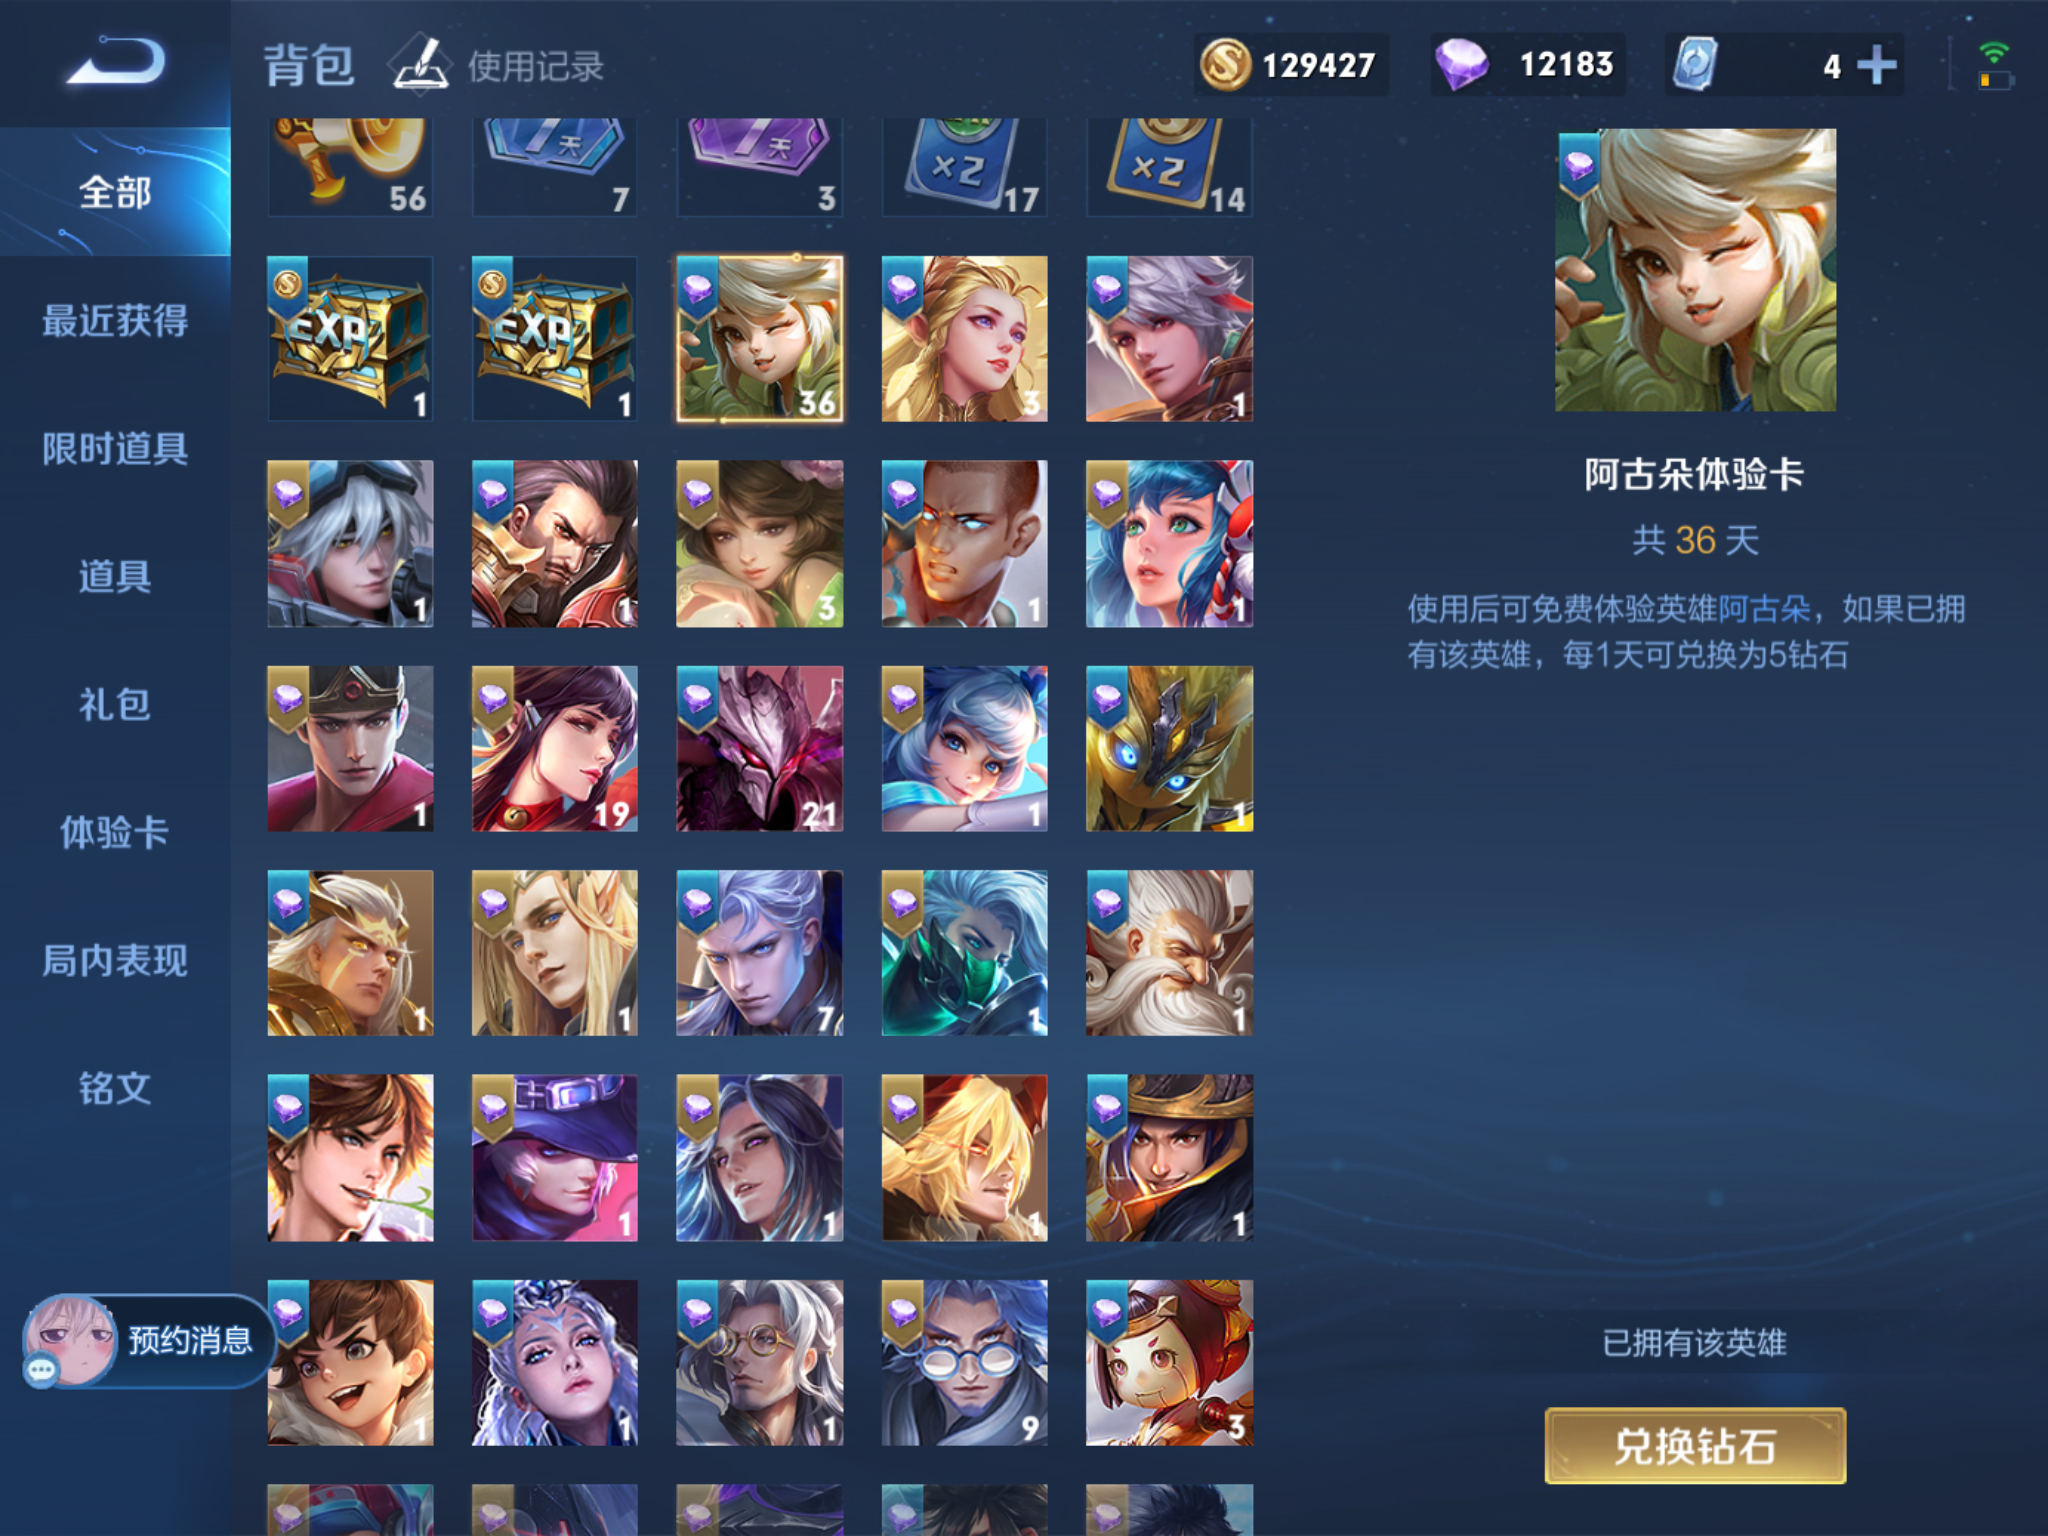 背包
使用记录
129427
12183
4
全部
最近获得
限时道具
道具
礼包
体验卡
局内表现
铭文
预约消息
56
天
7
天
3
×2
17
×2
14
EXP
1
EXP
1
36
3
1
1
1
3
1
1
1
19
21
1
1
1
1
7
1
1
1
1
1
1
1
1
1
1
9
3
阿古朵体验卡
共 36 天
使用后可免费体验英雄阿古朵，如果已拥
有该英雄，每1天可兑换为5钻石
已拥有该英雄
兑换钻石